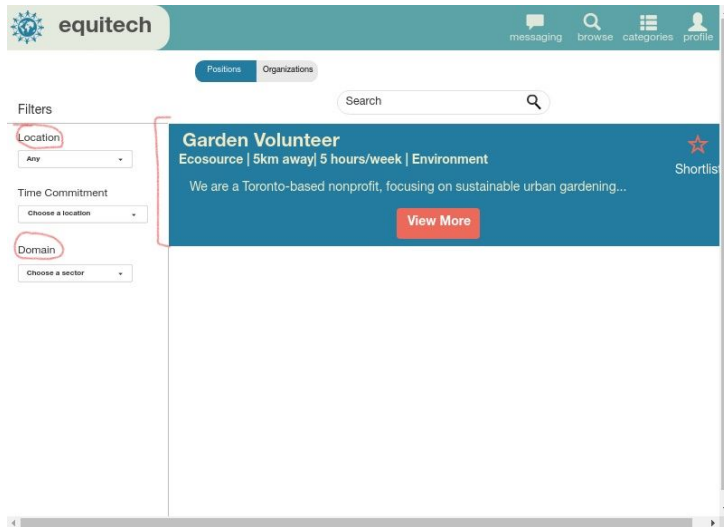 equitech
messaging browse categories profile
Positions Organizations
Search
Filters
Location
Any
Time Commitment
Choose a location
Domain
Choose a sector
Garden Volunteer
Ecosource | 5km away| 5 hours/week | Environment
We are a Toronto-based nonprofit, focusing on sustainable urban gardening...
View More
Shortlist